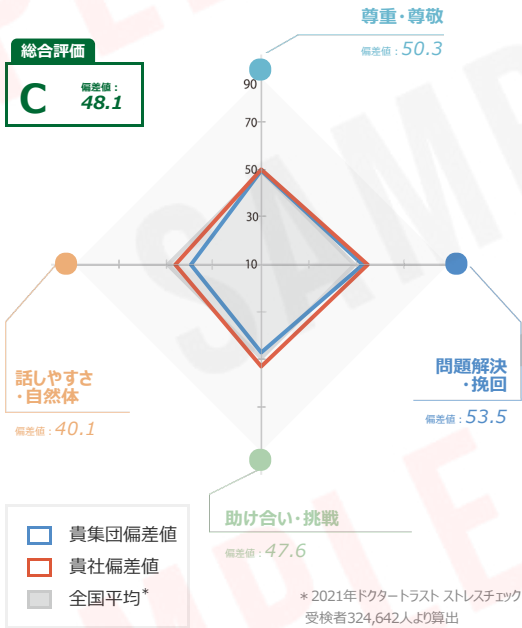 尊重・尊敬
偏差値：50.3
総合評価
C
偏差値：
48.1
90
70
50
30
10
話しやすさ
・自然体
偏差値：40.1
問題解決
・挽回
偏差値：53.5
助け合い・挑戦
偏差値：47.6
貴集団偏差値
貴社偏差値
全国平均*
＊2021年ドクタートラスト ストレスチェック
受検者324,642人より算出
SAMPLE